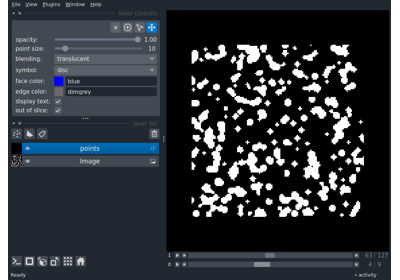 File View Plugins Window Help
layer controls
opacity: 1.00
point size: 10
blending: translucent
symbol: disc
face color: blue
edge color: dimgrey
display text:
out of slice:
layer list
points
Image
1 63 127
0 4 9
Ready activity